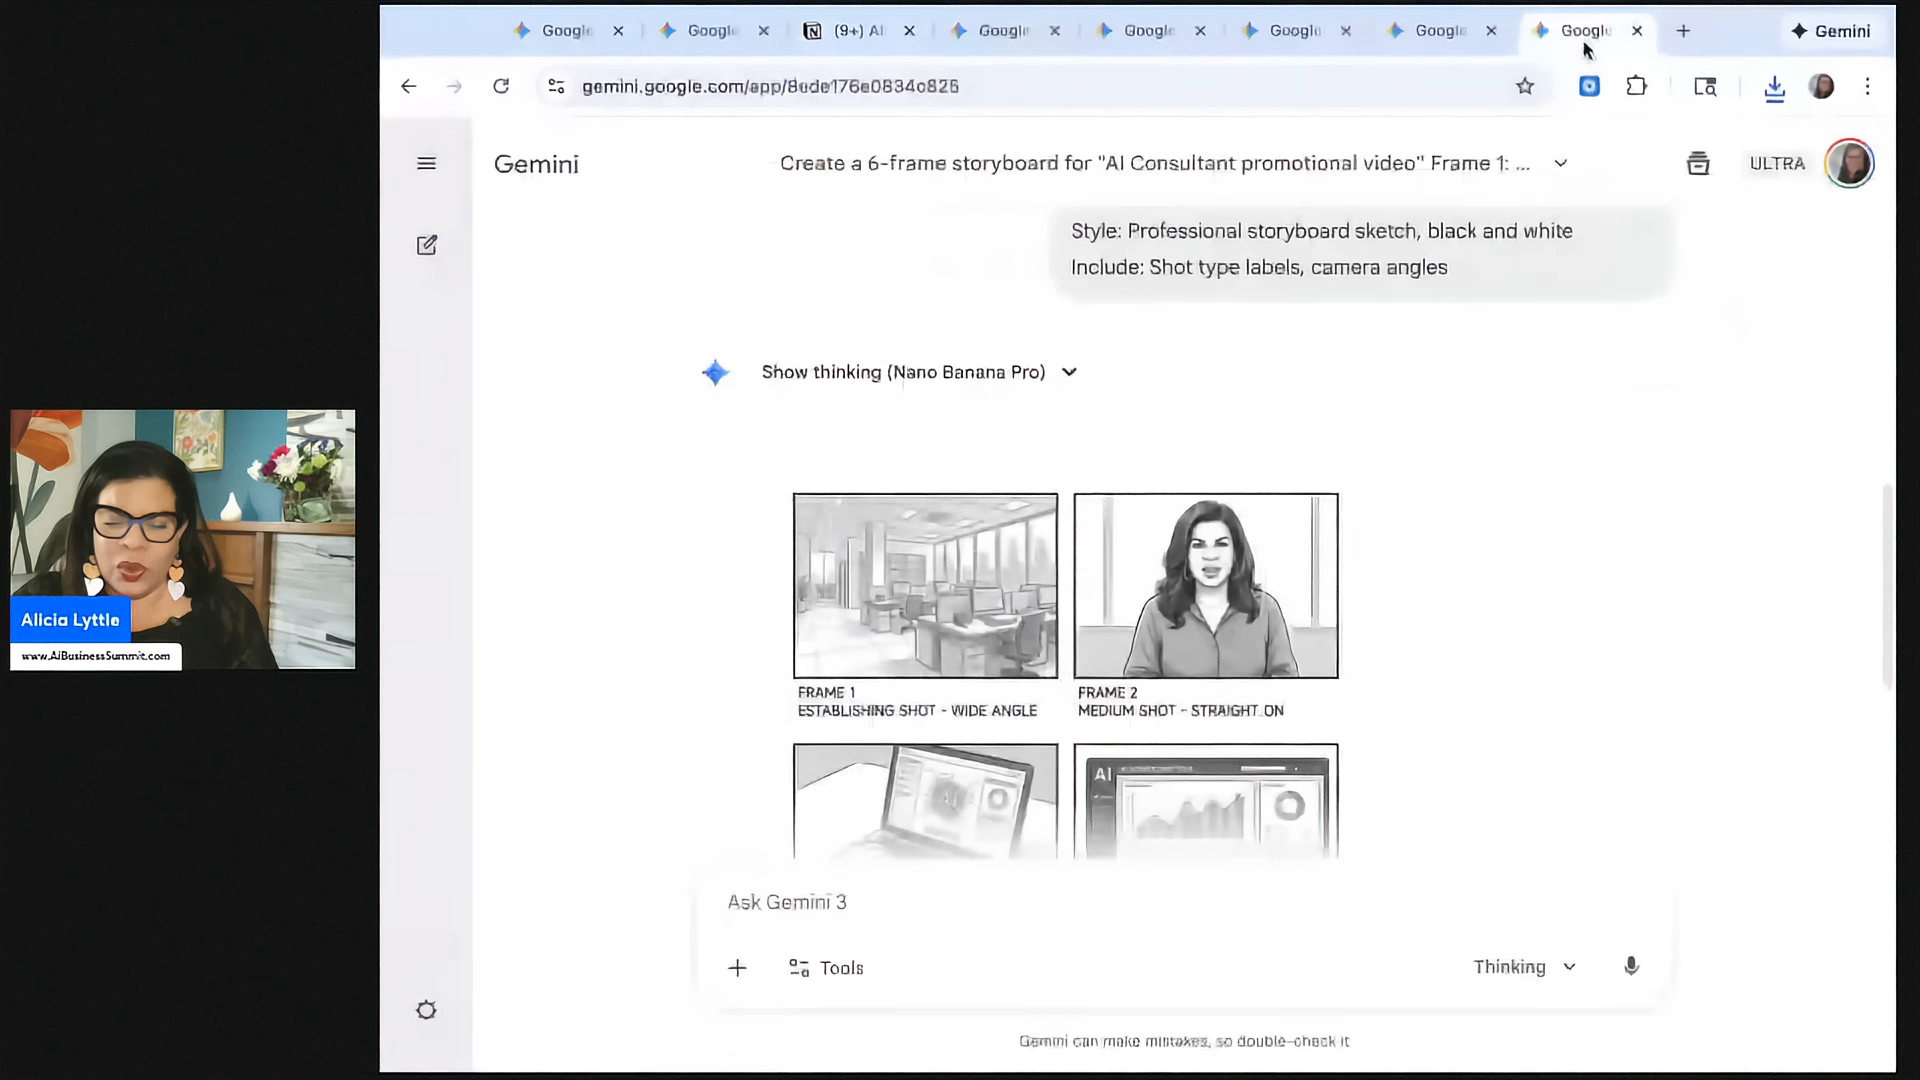 Google
Google
(9+) AI
Google
Google
Google
Google
Google
Gemini
gemini.google.com/app/8ede176e0834c826
Gemini
Create a 6-frame storyboard for "AI Consultant promotional video" Frame 1: ...
ULTRA
Style: Professional storyboard sketch, black and white
Include: Shot type labels, camera angles
Show thinking (Nano Banana Pro)
FRAME 1
ESTABLISHING SHOT - WIDE ANGLE
FRAME 2
MEDIUM SHOT - STRAIGHT ON
AI
AI
Alicia Lyttle
www.AiBusinessSummit.com
Ask Gemini 3
Tools
Thinking
Gemini can make mistakes, so double-check it